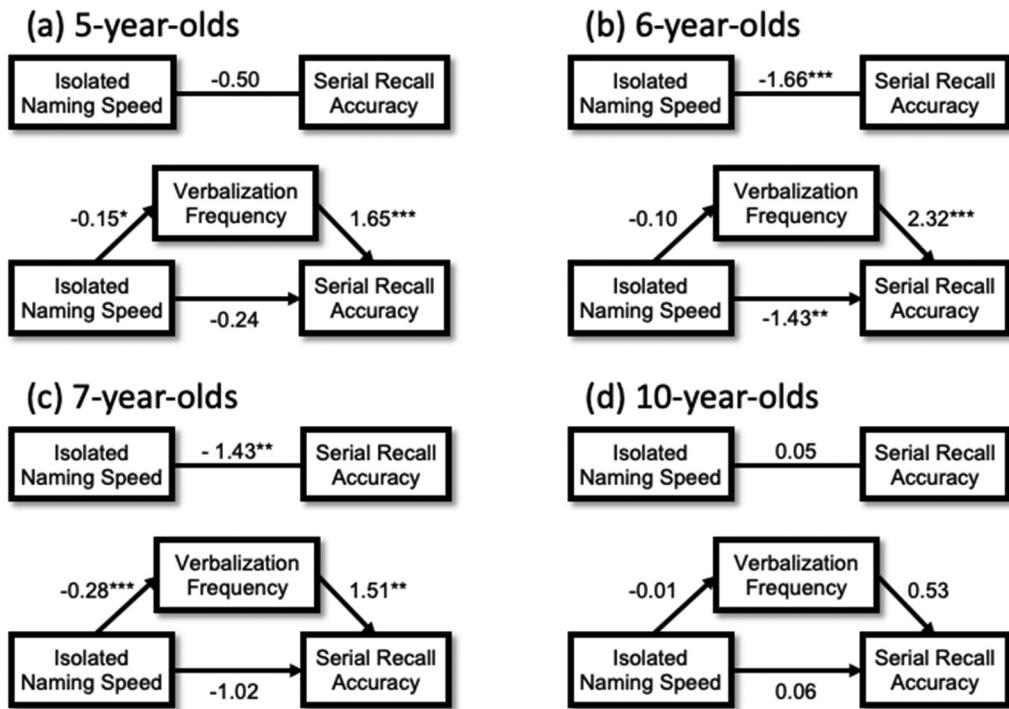 (a) 5-year-olds
Isolated
Naming Speed
-0.50
Serial Recall
Accuracy
Verbalization
Frequency
-0.15*
1.65***
Isolated
Naming Speed
Serial Recall
Accuracy
-0.24
(b) 6-year-olds
Isolated
Naming Speed
-1.66***
Serial Recall
Accuracy
Verbalization
Frequency
-0.10
2.32***
Isolated
Naming Speed
Serial Recall
Accuracy
-1.43**
(c) 7-year-olds
Isolated
Naming Speed
- 1.43**
Serial Recall
Accuracy
Verbalization
Frequency
-0.28***
1.51**
Isolated
Naming Speed
Serial Recall
Accuracy
-1.02
(d) 10-year-olds
Isolated
Naming Speed
0.05
Serial Recall
Accuracy
Verbalization
Frequency
-0.01
0.53
Isolated
Naming Speed
Serial Recall
Accuracy
0.06